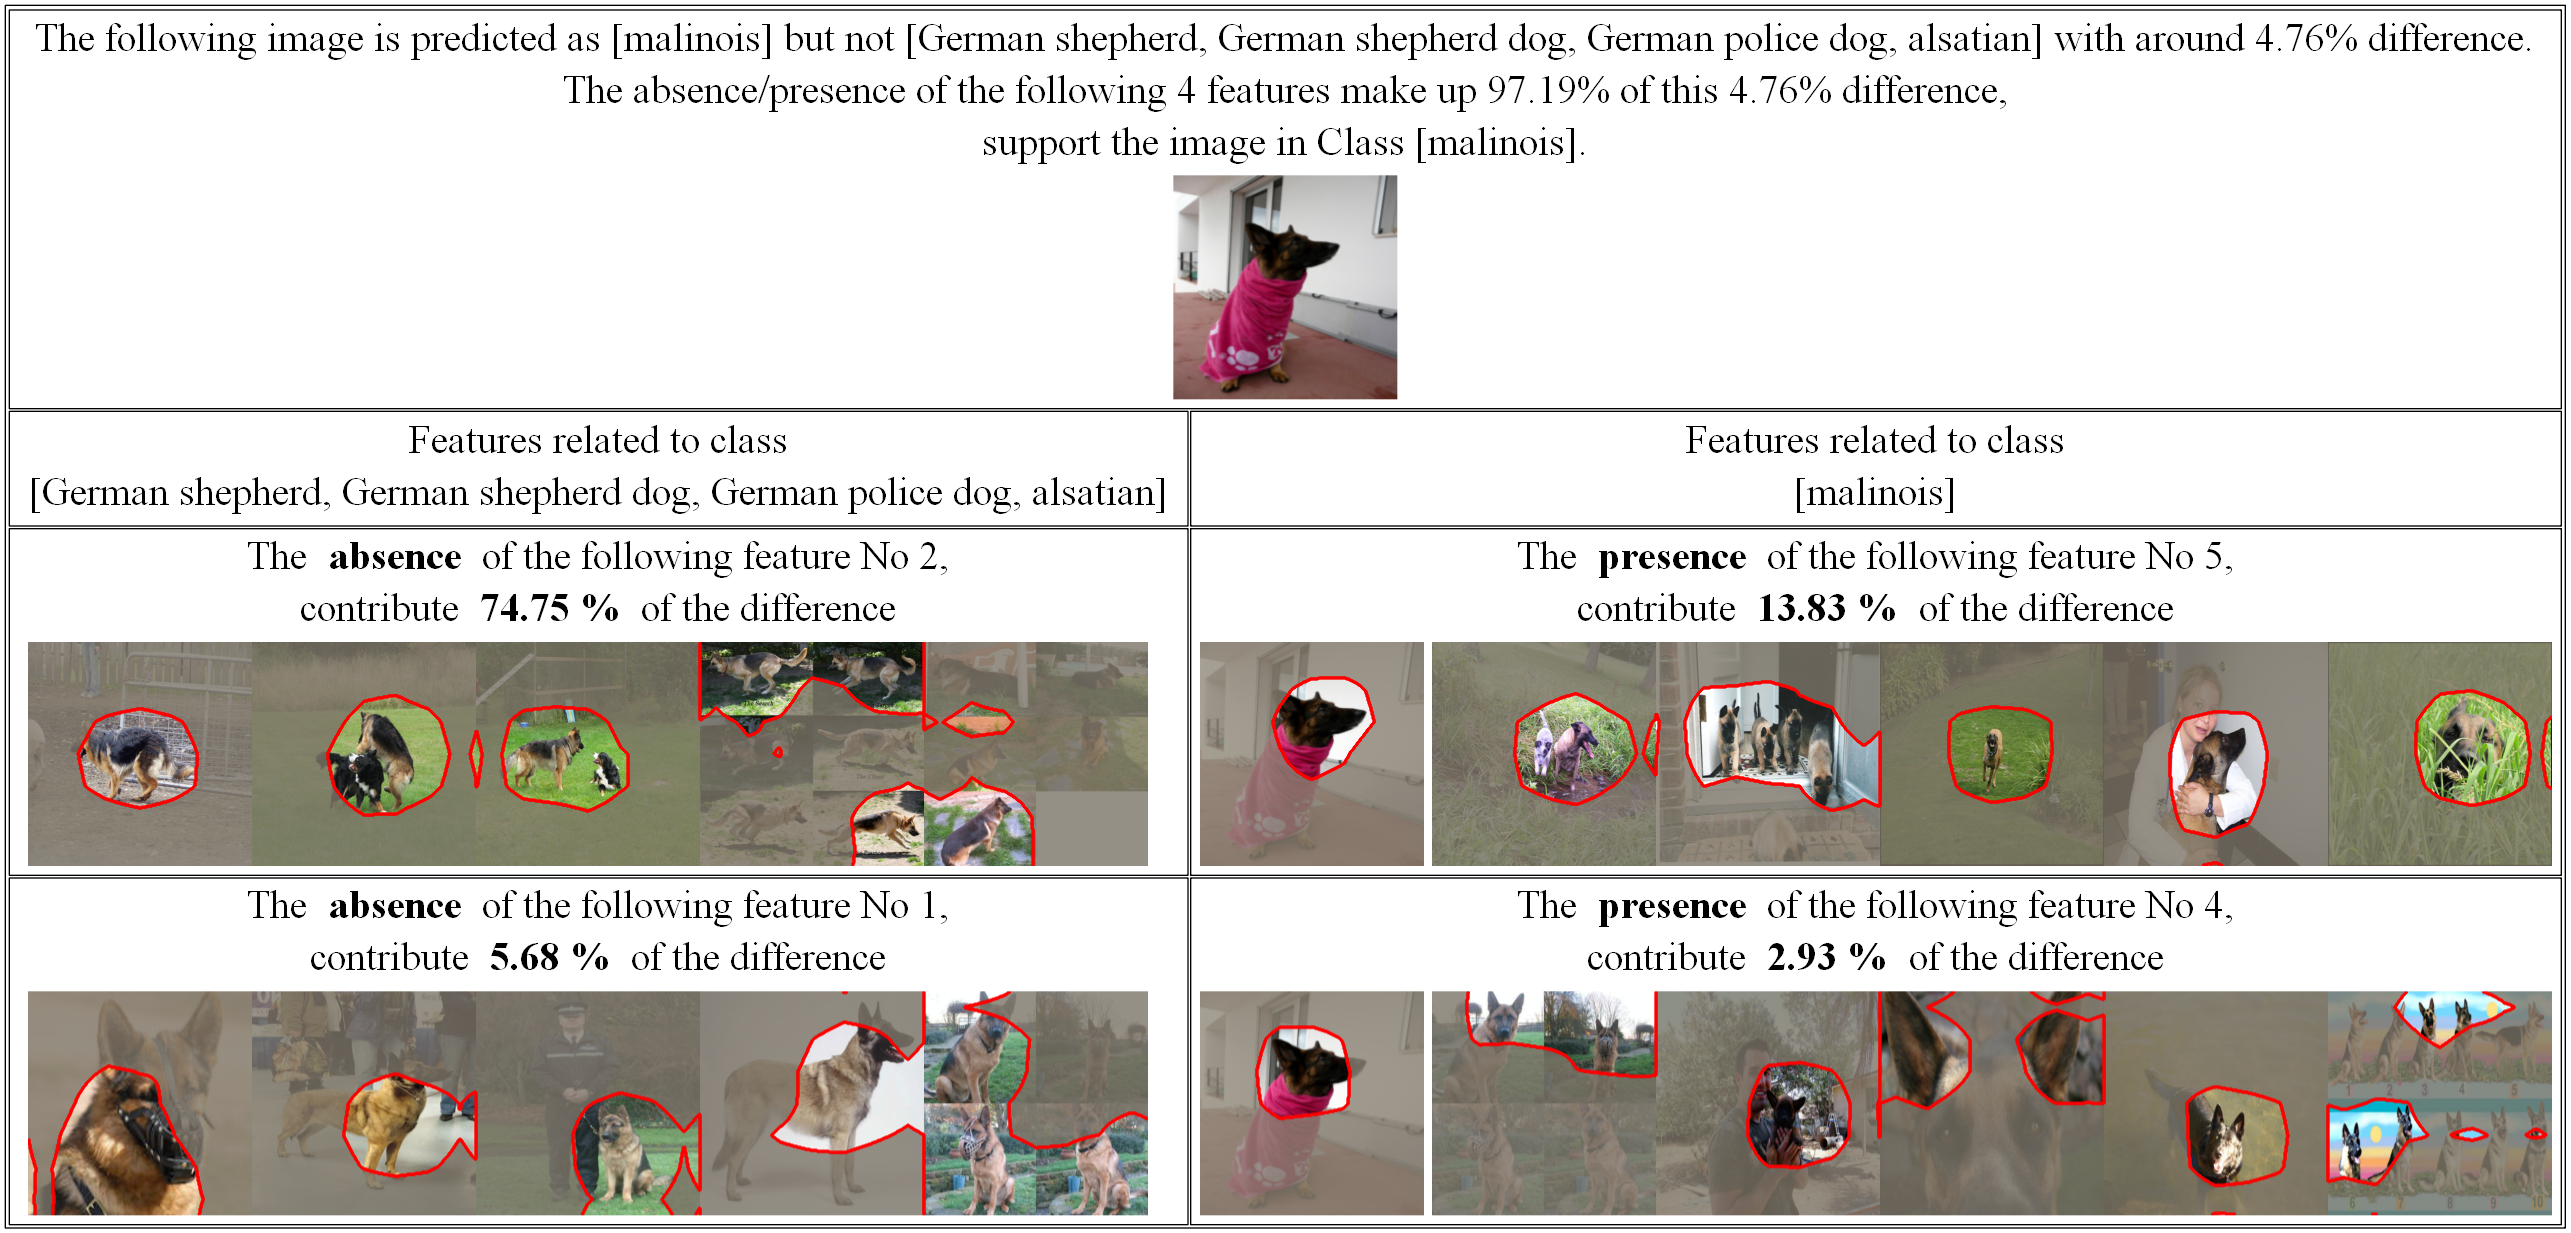 The following image is predicted as [malinois] but not [German shepherd, German shepherd dog, German police dog, alsatian] with around 4.76% difference.
The absence/presence of the following 4 features make up 97.19% of this 4.76% difference,
support the image in Class [malinois].
Features related to class
[German shepherd, German shepherd dog, German police dog, alsatian]
Features related to class
[malinois]
The absence of the following feature No 2,
contribute 74.75 % of the difference
The presence of the following feature No 5,
contribute 13.83 % of the difference
The absence of the following feature No 1,
contribute 5.68 % of the difference
The presence of the following feature No 4,
contribute 2.93 % of the difference